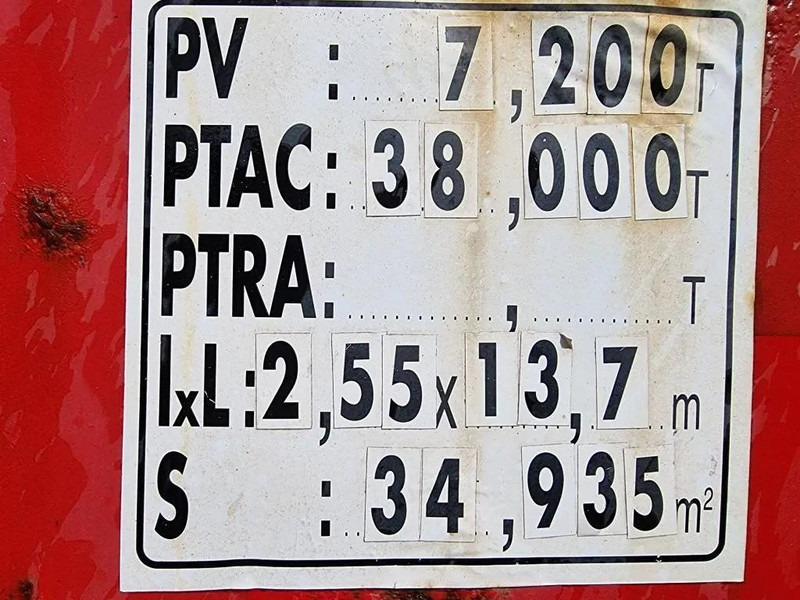 PV : 7,200 T
PTAC : 38,000 T
PTRA : , T
lxL : 2,55 x 13,7 m
S : 34,935 m²